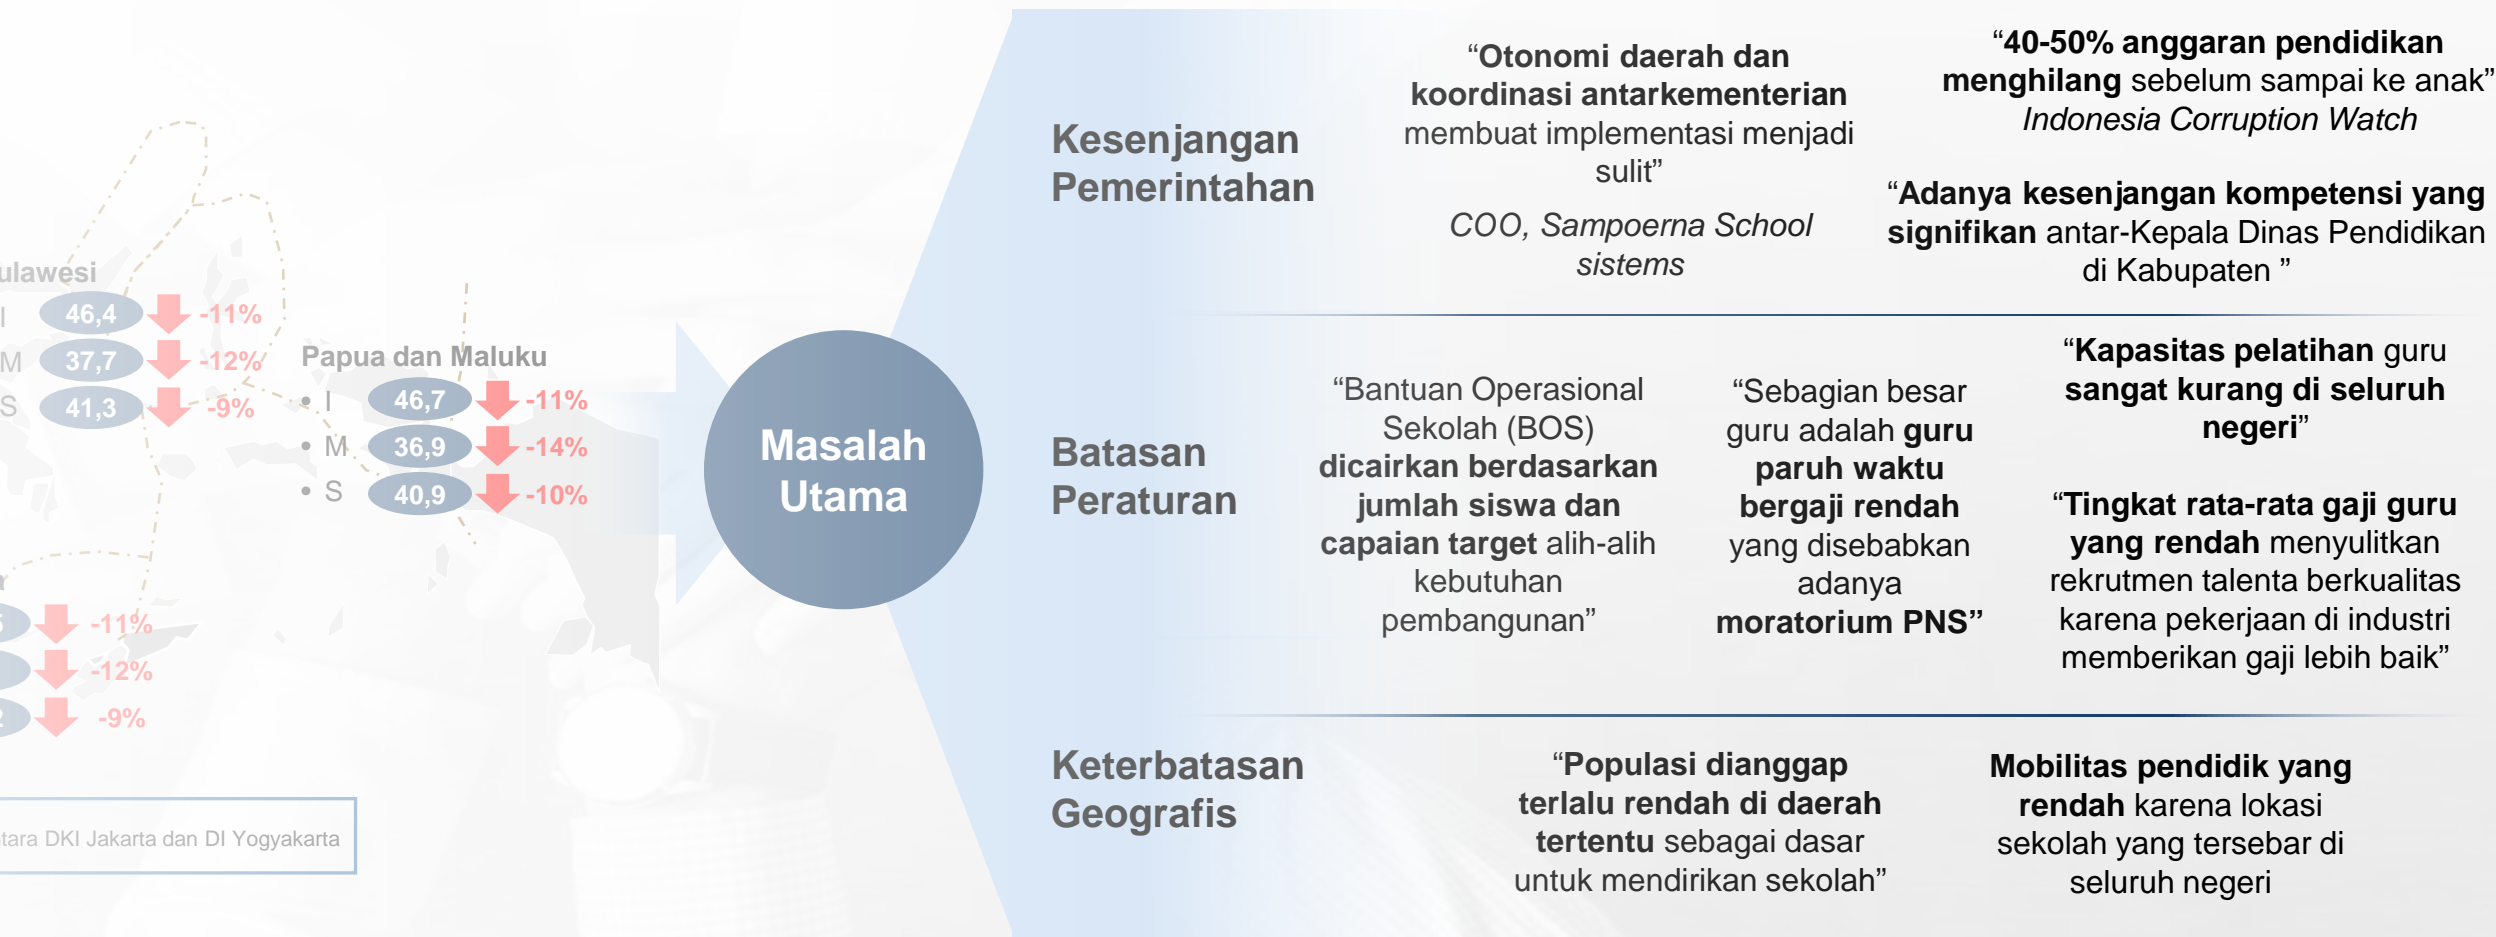 ulawesi
I 46,4 -11%
M 37,7 -12%
S 41,3 -9%
Papua dan Maluku
• I 46,7 -11%
• M 36,9 -14%
• S 40,9 -10%
a
-11%
-12%
2 -9%
tara DKI Jakarta dan DI Yogyakarta
Masalah
Utama
Kesenjangan
Pemerintahan
“Otonomi daerah dan
koordinasi antarkementerian
membuat implementasi menjadi
sulit”
COO, Sampoerna School
sistems
“40-50% anggaran pendidikan
menghilang sebelum sampai ke anak”
Indonesia Corruption Watch
“Adanya kesenjangan kompetensi yang
signifikan antar-Kepala Dinas Pendidikan
di Kabupaten ”
Batasan
Peraturan
“Bantuan Operasional
Sekolah (BOS)
dicairkan berdasarkan
jumlah siswa dan
capaian target alih-alih
kebutuhan
pembangunan”
“Sebagian besar
guru adalah guru
paruh waktu
bergaji rendah
yang disebabkan
adanya
moratorium PNS”
“Kapasitas pelatihan guru
sangat kurang di seluruh
negeri”
“Tingkat rata-rata gaji guru
yang rendah menyulitkan
rekrutmen talenta berkualitas
karena pekerjaan di industri
memberikan gaji lebih baik”
Keterbatasan
Geografis
“Populasi dianggap
terlalu rendah di daerah
tertentu sebagai dasar
untuk mendirikan sekolah”
Mobilitas pendidik yang
rendah karena lokasi
sekolah yang tersebar di
seluruh negeri